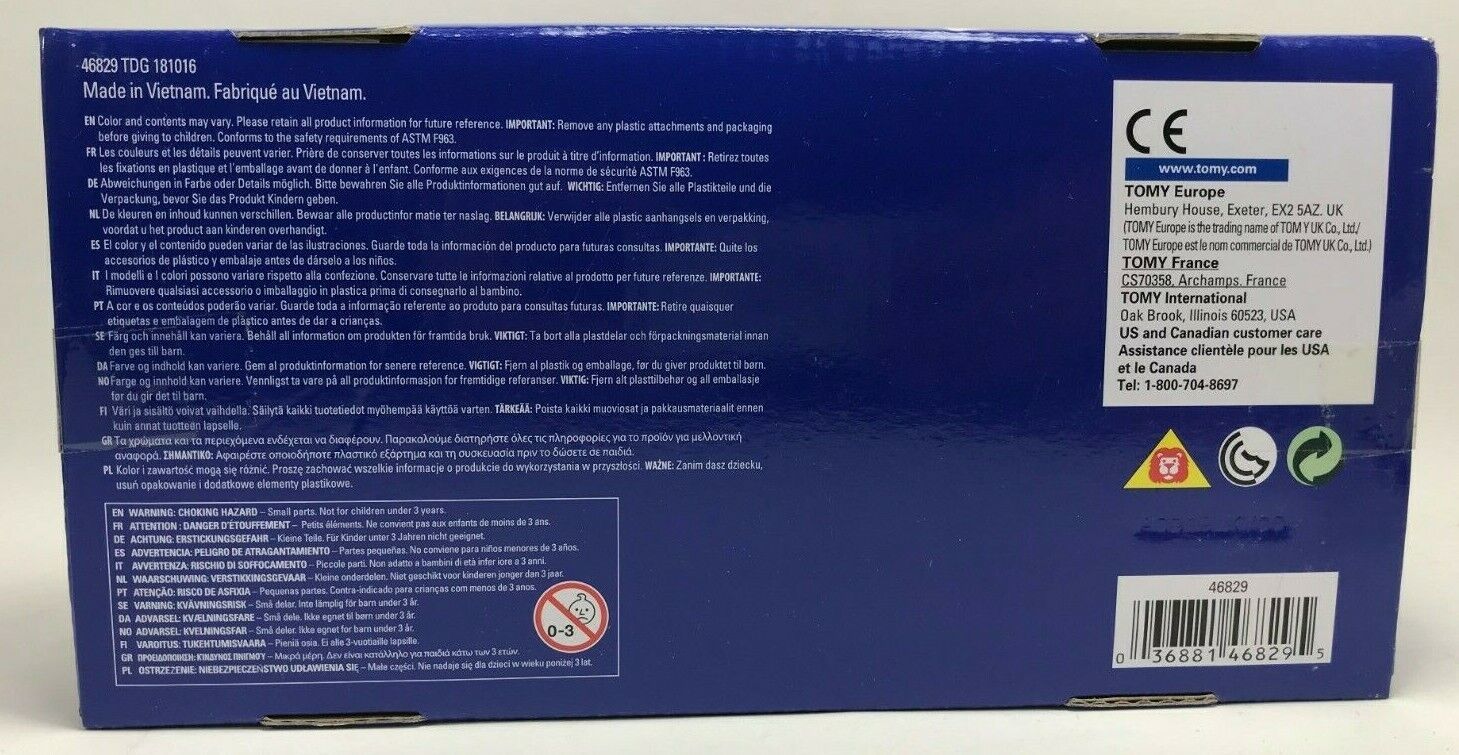 46829 TDG 181016
Made in Vietnam. Fabriqué au Vietnam.
EN Color and contents may vary. Please retain all product information for future reference. IMPORTANT: Remove any plastic attachments and packaging
before giving to children. Conforms to the safety requirements of ASTM F963.
FR Les couleurs et les détails peuvent varier. Prière de conserver toutes les informations sur le produit à titre d'information. IMPORTANT : Retirez toutes
les fixations en plastique et l'emballage avant de donner à l'enfant. Conforme aux exigences de la norme de sécurité ASTM F963.
DE Abweichungen in Farbe oder Details möglich. Bitte bewahren Sie alle Produktinformationen gut auf. WICHTIG: Entfernen Sie alle Plastikteile und die
Verpackung, bevor Sie das Produkt Kindern geben.
NL De kleuren en inhoud kunnen verschillen. Bewaar alle productinfor matie ter naslag. BELANGRIJK: Verwijder alle plastic aanhangsels en verpakking,
voordat u het product aan kinderen overhandigt.
ES El color y el contenido pueden variar de las ilustraciones. Guarde toda la información del producto para futuras consultas. IMPORTANTE: Quite los
accesorios de plástico y embalaje antes de dárselo a los niños.
IT I modelli e I colori possono variare rispetto alla confezione. Conservare tutte le informazioni relative al prodotto per future referenze. IMPORTANTE:
Rimuovere qualsiasi accessorio o imballaggio in plastica prima di consegnarlo al bambino.
PT A cor e os conteúdos poderão variar. Guarde toda a informação referente ao produto para consultas futuras. IMPORTANTE: Retire quaisquer
etiquetas e embalagem de plàstico antes de dar a crianças.
SE Färg och innehåll kan variera. Behåll all information om produkten för framtida bruk. VIKTIGT: Ta bort alla plastdelar och förpackningsmaterial innan
den ges till barn.
DA Farve og indhold kan variere. Gem al produktinformation for senere reference. VIGTIGT: Fjern al plastik og emballage, før du giver produktet til børn.
NO Farge og innhold kan variere. Vennligst ta vare på all produktinformasjon for fremtidige referanser. VIKTIG: Fjern alt plasttilbehør og all emballasje
før du gir det til barn.
FI Väri ja sisältö voivat vaihdella. Säilytä kaikki tuotetiedot myöhempää käyttöä varten. TÄRKEÄÄ: Poista kaikki muoviosat ja pakkausmateriaalit ennen
kuin annat tuotteen lapselle.
GR Τα χρώματα και τα περιεχόμενα ενδέχεται να διαφέρουν. Παρακαλούμε διατηρήστε όλες τις πληροφορίες για το προϊόν για μελλοντική
αναφορά. ΣΗΜΑΝΤΙΚΟ: Αφαιρέστε οποιοδήποτε πλαστικό εξάρτημα και τη συσκευασία πριν το δώσετε σε παιδιά.
PL Kolor i zawartość mogą się różnić. Proszę zachować wszelkie informacje o produkcie do wykorzystania w przyszłości. WAŻNE: Zanim dasz dziecku,
usuń opakowanie i dodatkowe elementy plastikowe.
EN WARNING: CHOKING HAZARD – Small parts. Not for children under 3 years.
FR ATTENTION : DANGER D'ÉTOUFFEMENT – Petits éléments. Ne convient pas aux enfants de moins de 3 ans.
DE ACHTUNG: ERSTICKUNGSGEFAHR – Kleine Teile. Für Kinder unter 3 Jahren nicht geeignet.
ES ADVERTENCIA: PELIGRO DE ATRAGANTAMIENTO – Partes pequeñas. No conviene para niños menores de 3 años.
IT AVVERTENZA: RISCHIO DI SOFFOCAMENTO – Piccole parti. Non adatto a bambini di età infer iore a 3 anni.
NL WAARSCHUWING: VERSTIKKINGSGEVAAR – Kleine onderdelen. Niet geschikt voor kinderen jonger dan 3 jaar.
PT ATENÇÃO: RISCO DE ASFIXIA – Pequenas partes. Contra-indicado para crianças com menos de 3 anos.
SE VARNING: KVÄVNINGSRISK – Små delar. Inte lämplig för barn under 3 år.
DA ADVARSEL: KVÆLNINGSFARE – Små dele. Ikke egnet til børn under 3 år.
NO ADVARSEL: KVELNINGSFAR – Små deler. Ikke egnet for barn under 3 år.
FI VAROITUS: TUKEHTUMISVAARA – Pieniä osia. Ei alle 3-vuotiaille lapsille.
GR ΠΡΟΕΙΔΟΠΟΙΗΣΗ: ΚΙΝΔΥΝΟΣ ΠΝΙΓΜΟΥ – Μικρά μέρη. Δεν είναι κατάλληλο για παιδιά κάτω των 3 ετών.
PL OSTRZEŻENIE: NIEBEZPIECZEŃSTWO UDŁAWIENIA SIĘ – Małe części. Nie nadaje się dla dzieci w wieku poniżej 3 lat.
0-3
CE
www.tomy.com
TOMY Europe
Hembury House, Exeter, EX2 5AZ. UK
(TOMY Europe is the trading name of TOM Y UK Co., Ltd./
TOMY Europe est le nom commercial de TOMY UK Co., Ltd.)
TOMY France
CS70358, Archamps, France
TOMY International
Oak Brook, Illinois 60523, USA
US and Canadian customer care
Assistance clientèle pour les USA
et le Canada
Tel: 1-800-704-8697
46829
0 36881 46829 5